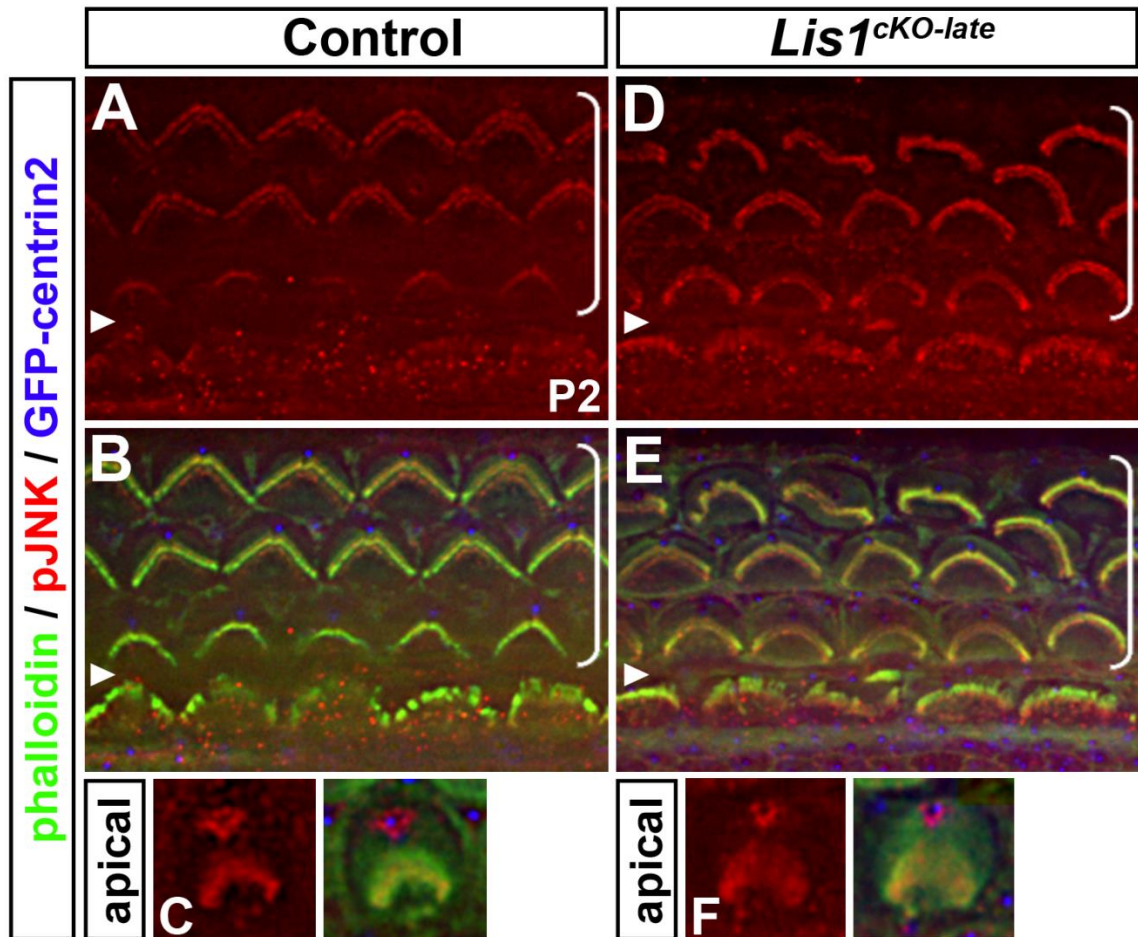 Control
Lis1cKO-late
phalloidin / pJNK / GFP-centrin2
A
P2
D
B
E
apical
C
apical
F